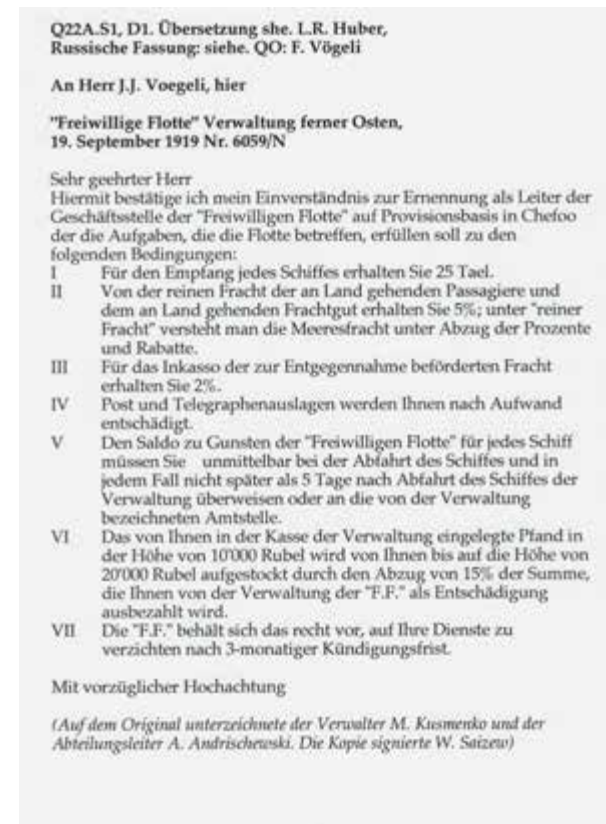 Q22A.S1, D1. Übersetzung she. L.R. Huber,
Russische Fassung: siehe. QO: F. Vögeli
An Herr J.J. Voegeli, hier
"Freiwillige Flotte" Verwaltung ferner Osten,
19. September 1919 Nr. 6059/N
Sehr geehrter Herr
Hiermit bestätige ich mein Einverständnis zur Ernennung als Leiter der
Geschäftsstelle der "Freiwilligen Flotte" auf Provisionsbasis in Chefoo
der die Aufgaben, die die Flotte betreffen, erfüllen soll zu den
folgenden Bedingungen:
I Für den Empfang jedes Schiffes erhalten Sie 25 Tael.
II Von der reinen Fracht der an Land gehenden Passagiere und
dem an Land gehenden Frachtgut erhalten Sie 5%; unter "reiner
Fracht" versteht man die Meeresfracht unter Abzug der Prozente
und Rabatte.
III Für das Inkasso der zur Entgegennahme beförderten Fracht
erhalten Sie 2%.
IV Post und Telegraphenauslagen werden Ihnen nach Aufwand
entschädigt.
V Den Saldo zu Gunsten der "Freiwilligen Flotte" für jedes Schiff
müssen Sie unmittelbar bei der Abfahrt des Schiffes und in
jedem Fall nicht später als 5 Tage nach Abfahrt des Schiffes der
Verwaltung überweisen oder an die von der Verwaltung
bezeichneten Amtstelle.
VI Das von Ihnen in der Kasse der Verwaltung eingelegte Pfand in
der Höhe von 10'000 Rubel wird von Ihnen bis auf die Höhe von
20'000 Rubel aufgestockt durch den Abzug von 15% der Summe,
die Ihnen von der Verwaltung der "F.F." als Entschädigung
ausbezahlt wird.
VII Die "F.F." behält sich das recht vor, auf Ihre Dienste zu
verzichten nach 3-monatiger Kündigungsfrist.
Mit vorzüglicher Hochachtung
(Auf dem Original unterzeichnete der Verwalter M. Kusmenko und der
Abteilungsleiter A. Andrischewski. Die Kopie signierte W. Saizew)